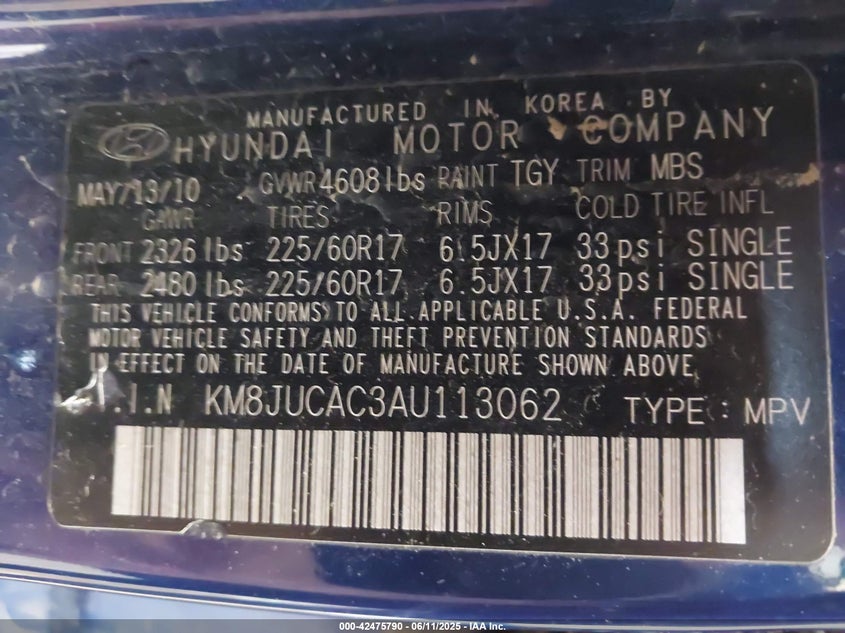 MANUFACTURED IN KOREA BY
HYUNDAI MOTOR COMPANY
MAY/13/10 GVWR 4608lbs PAINT TGY TRIM MBS
GAWR TIRES RIMS COLD TIRE INFL
FRONT 2326 lbs 225/60R17 6.5JX17 33psi SINGLE
REAR 2480 lbs 225/60R17 6.5JX17 33psi SINGLE
THIS VEHICLE CONFORMS TO ALL APPLICABLE U.S.A. FEDERAL
MOTOR VEHICLE SAFETY AND THEFT PREVENTION STANDARDS
IN EFFECT ON THE DATE OF MANUFACTURE SHOWN ABOVE.
V.I.N KM8JUCAC3AU113062 TYPE: MPV
000-42475790 - 06/11/2025 - IAA Inc.